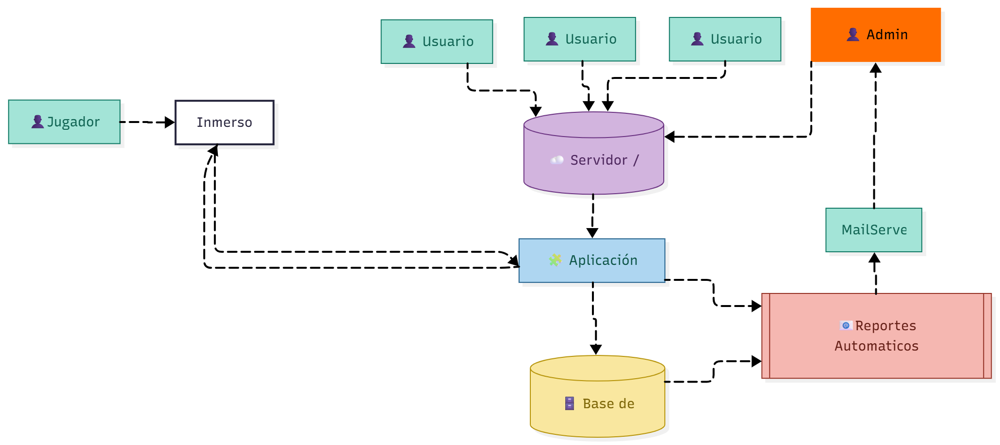 Usuario
Usuario
Usuario
Admin
Jugador
Inmerso
Servidor /
MailServe
Aplicación
Reportes
Automaticos
Base de